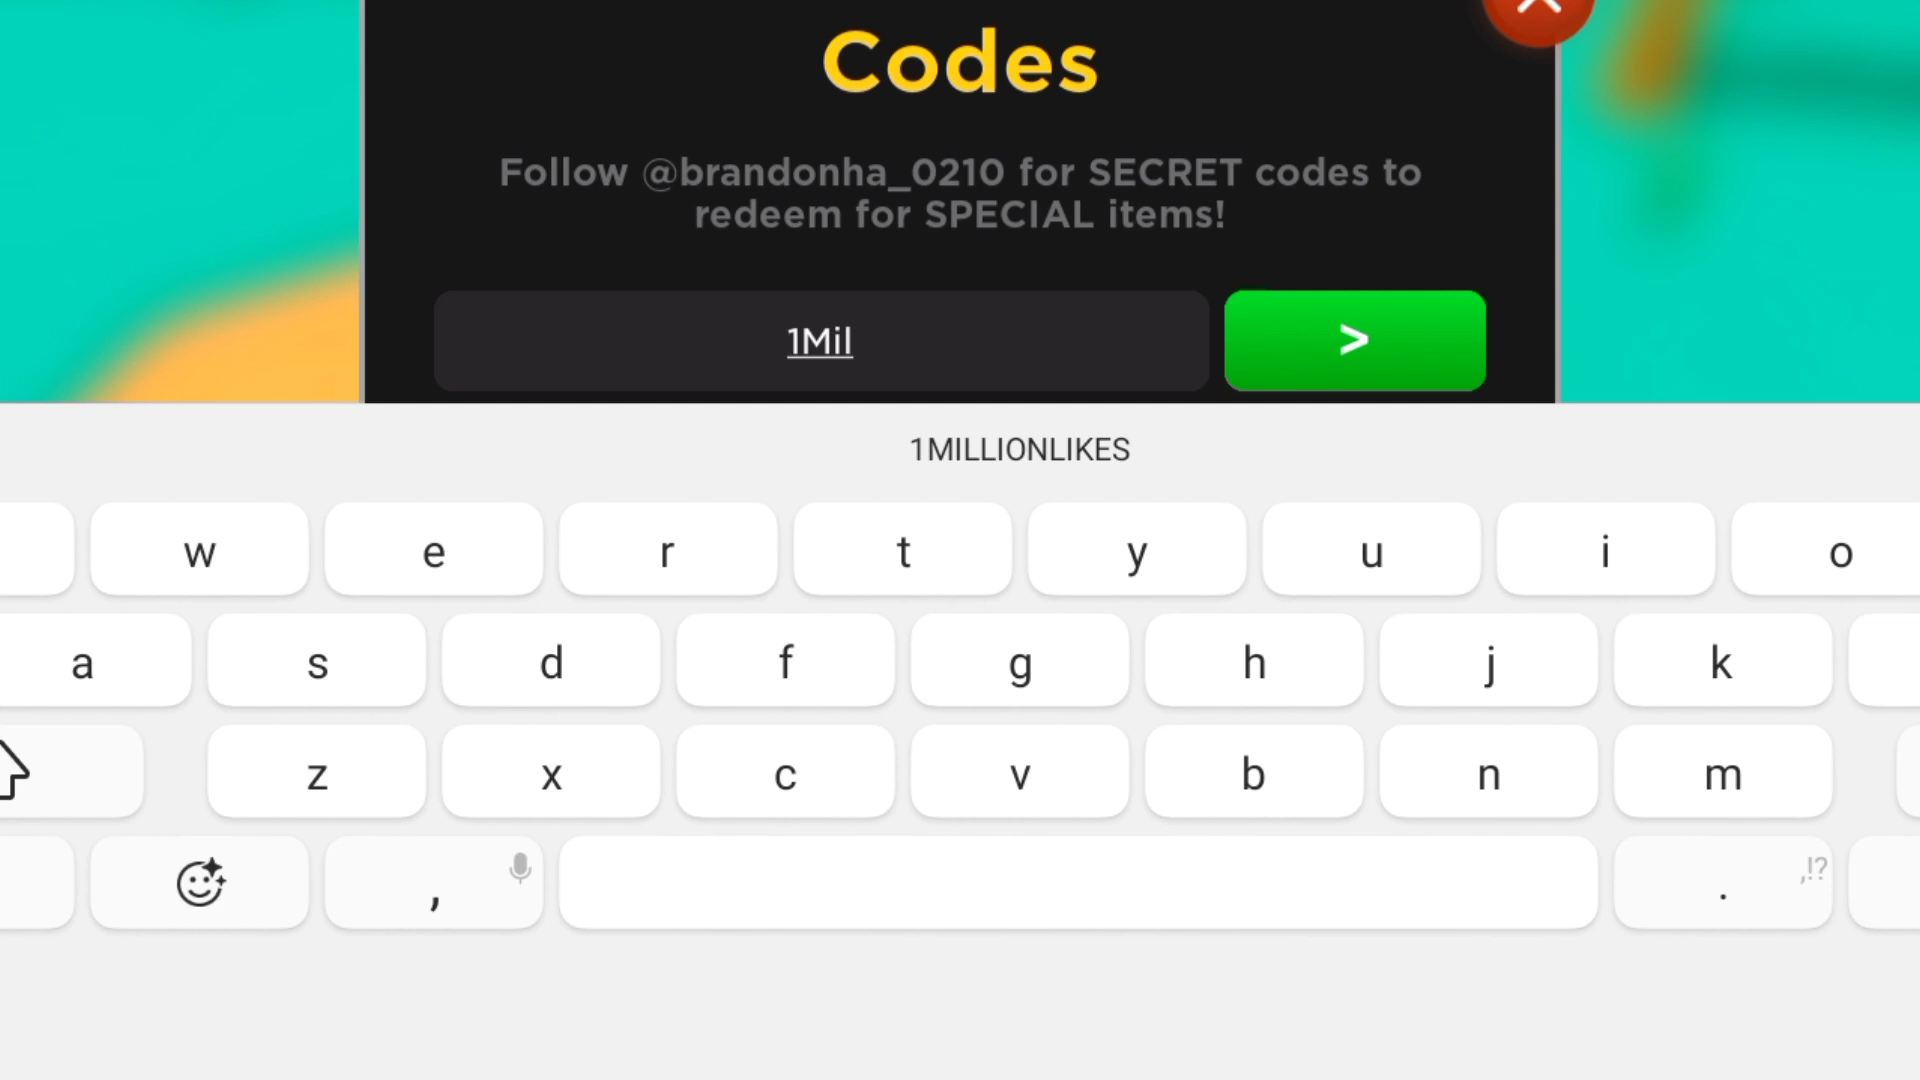 Codes
Follow @brandonha_0210 for SECRET codes to
redeem for SPECIAL items!
1Mil
>
1MILLIONLIKES
w e r t y u i o
a s d f g h j k
z x c v b n m
, . ,!?